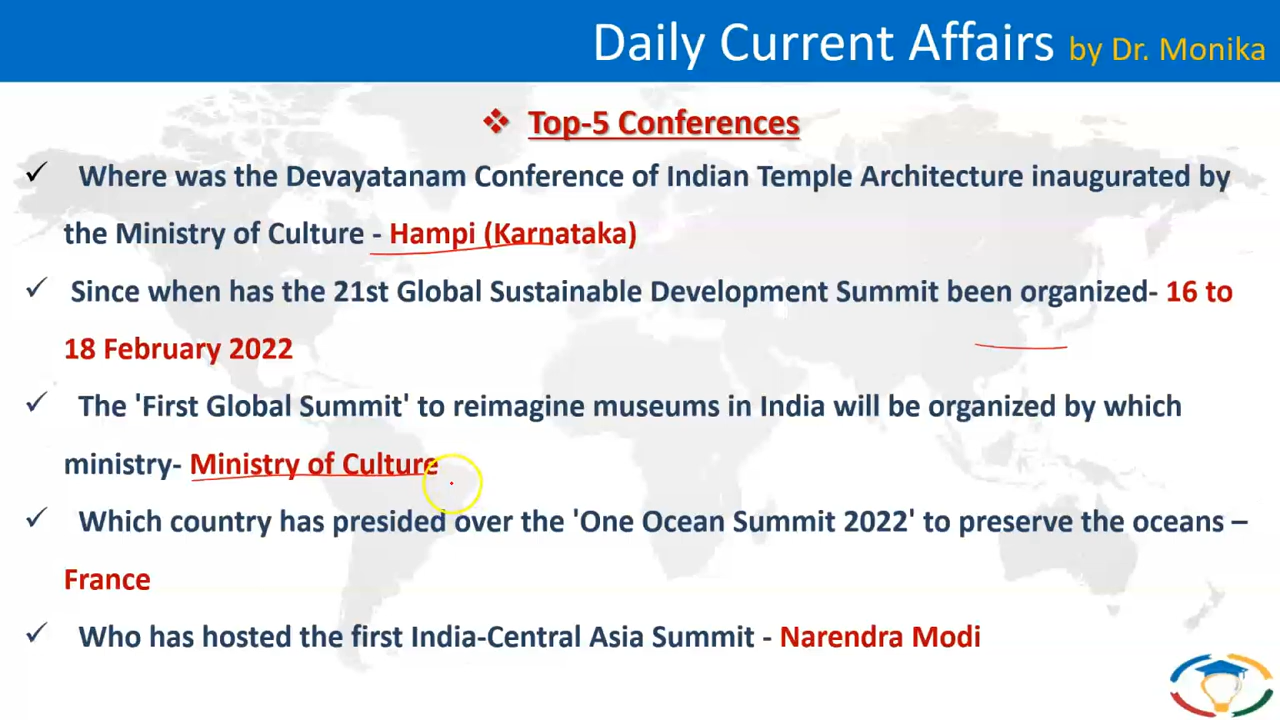 Daily Current Affairs by Dr. Monika
❖ Top-5 Conferences
✓ Where was the Devayatanam Conference of Indian Temple Architecture inaugurated by
the Ministry of Culture - Hampi (Karnataka)
✓ Since when has the 21st Global Sustainable Development Summit been organized- 16 to
18 February 2022
✓ The 'First Global Summit' to reimagine museums in India will be organized by which
ministry- Ministry of Culture
✓ Which country has presided over the 'One Ocean Summit 2022' to preserve the oceans –
France
✓ Who has hosted the first India-Central Asia Summit - Narendra Modi